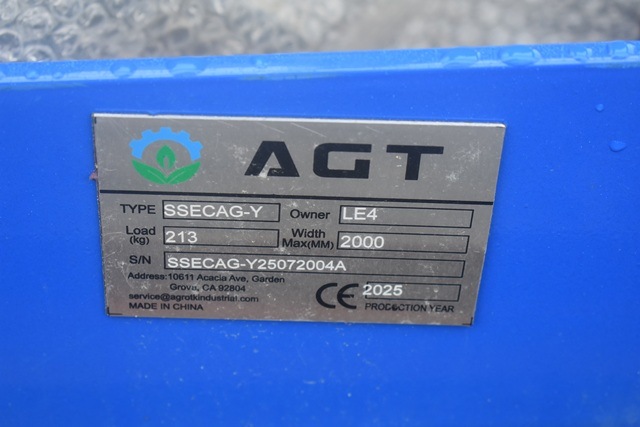 AGT
TYPE SSECAG-Y Owner LE4
Load (kg) 213 Width Max(MM) 2000
S/N SSECAG-Y25072004A
Address:10611 Acacia Ave, Garden
Grova, CA 92804
service@agrotkindustrial.com
MADE IN CHINA
CE 2025
PRODUCTION YEAR